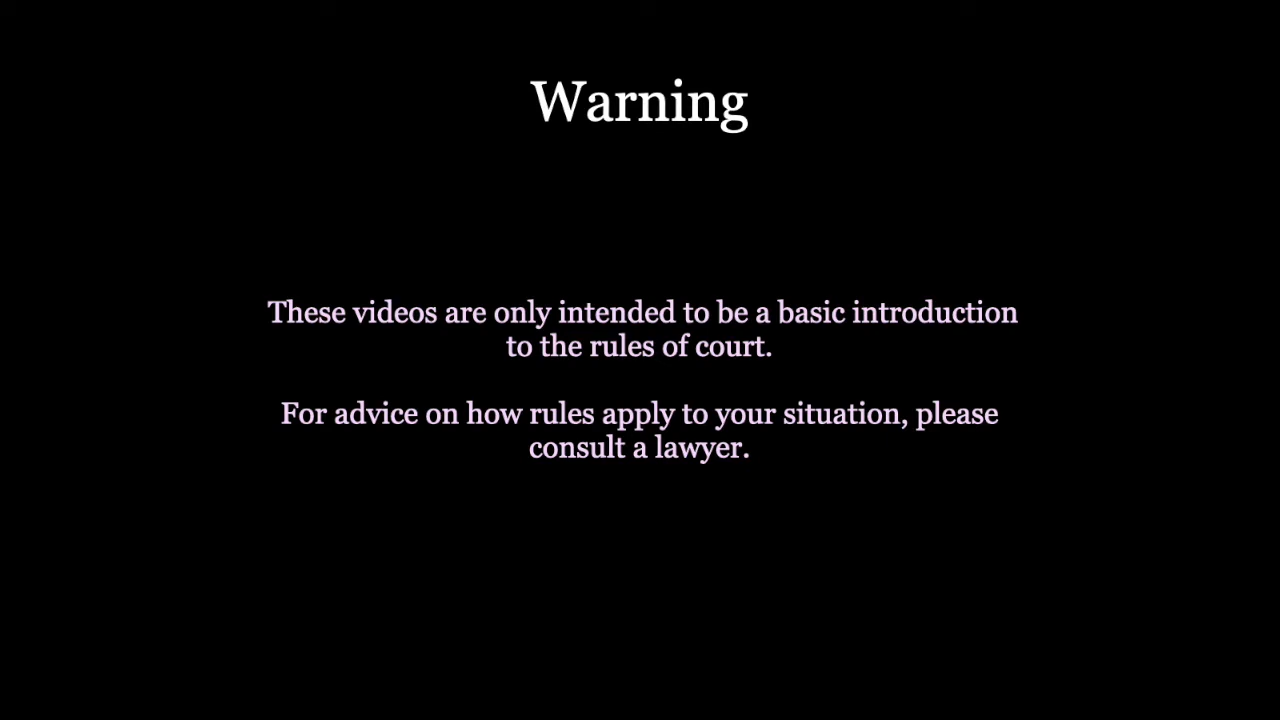 Warning
These videos are only intended to be a basic introduction
to the rules of court.
For advice on how rules apply to your situation, please
consult a lawyer.